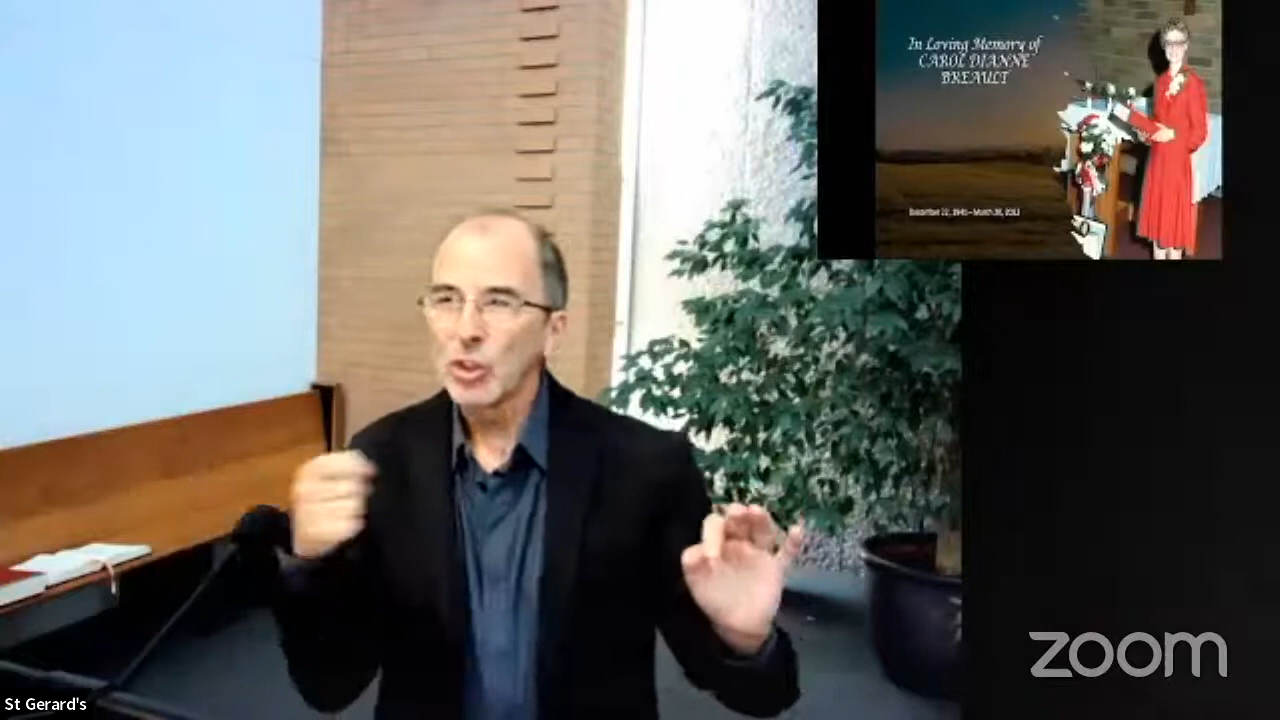 In Loving Memory of
CAROL DIANNE
BREAULT
zoom
St Gerard's